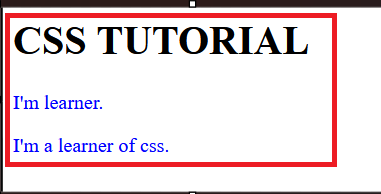 CSS TUTORIAL
I'm learner.
I'm a learner of css.